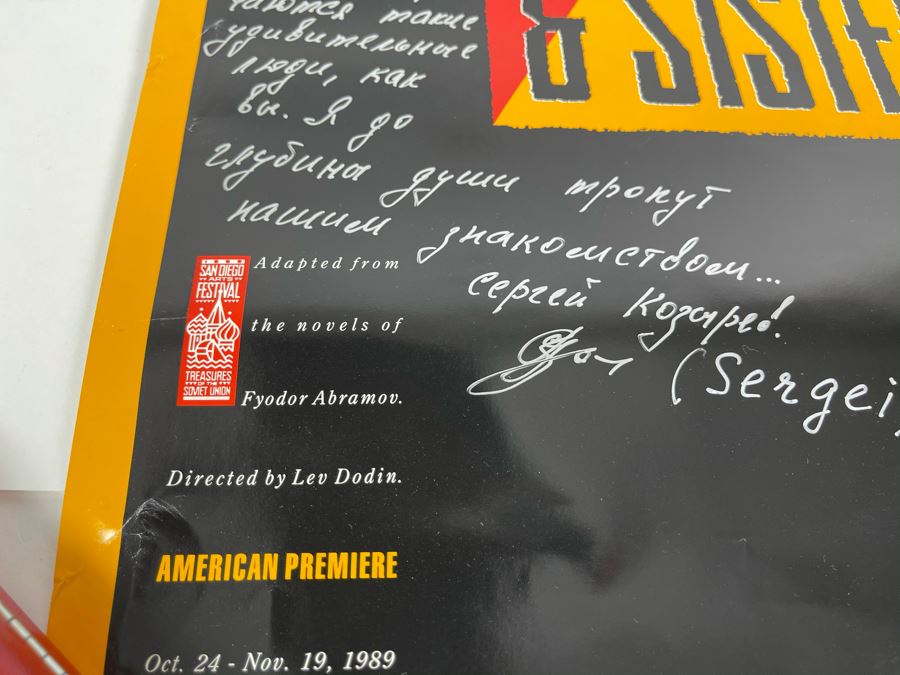 чаются такие
удивительные
люди, как
вы. Я до
глубина души тронут
нашим знакомством...
Сергей
(Sergei
& SISTE
1989
SAN DIEGO
ARTS
FESTIVAL
TREASURES
OF THE
SOVIET UNION
Adapted from
the novels of
Fyodor Abramov.
Directed by Lev Dodin.
AMERICAN PREMIERE
Oct. 24 - Nov. 19, 1989